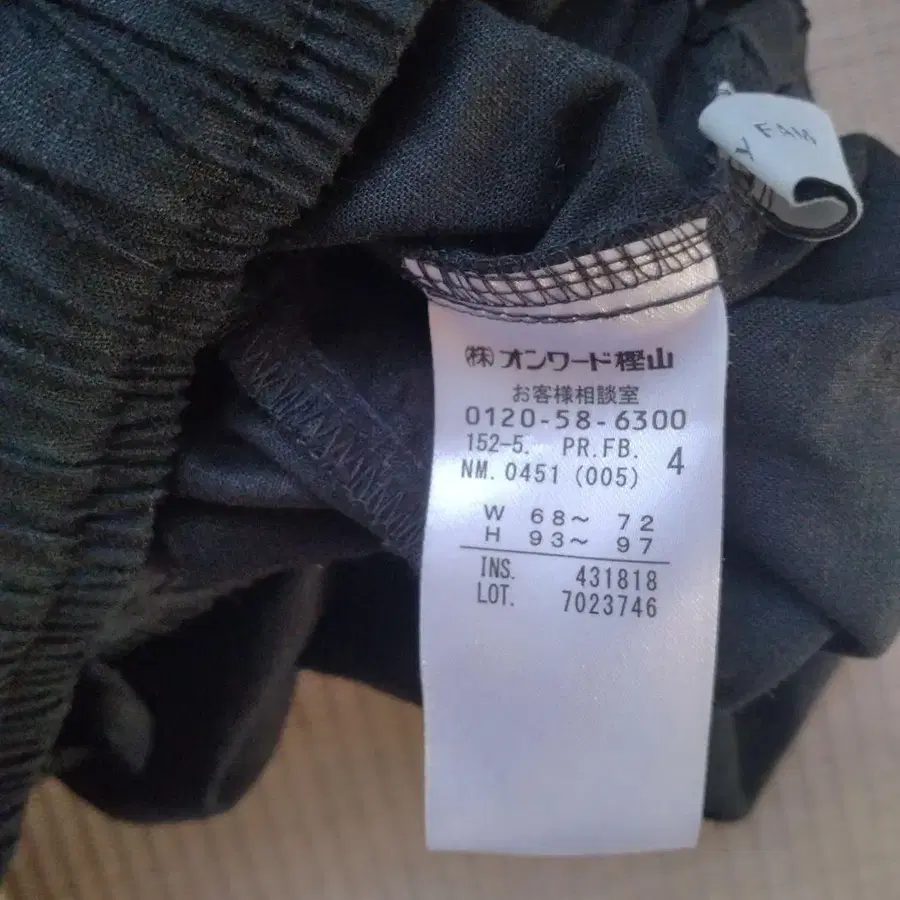 FAM
㈱オンワード樫山
お客様相談室
0120-58-6300
152-5. PR.FB. 4
NM. 0451 (005)
W 68~ 72
H 93~ 97
INS. 431818
LOT. 7023746